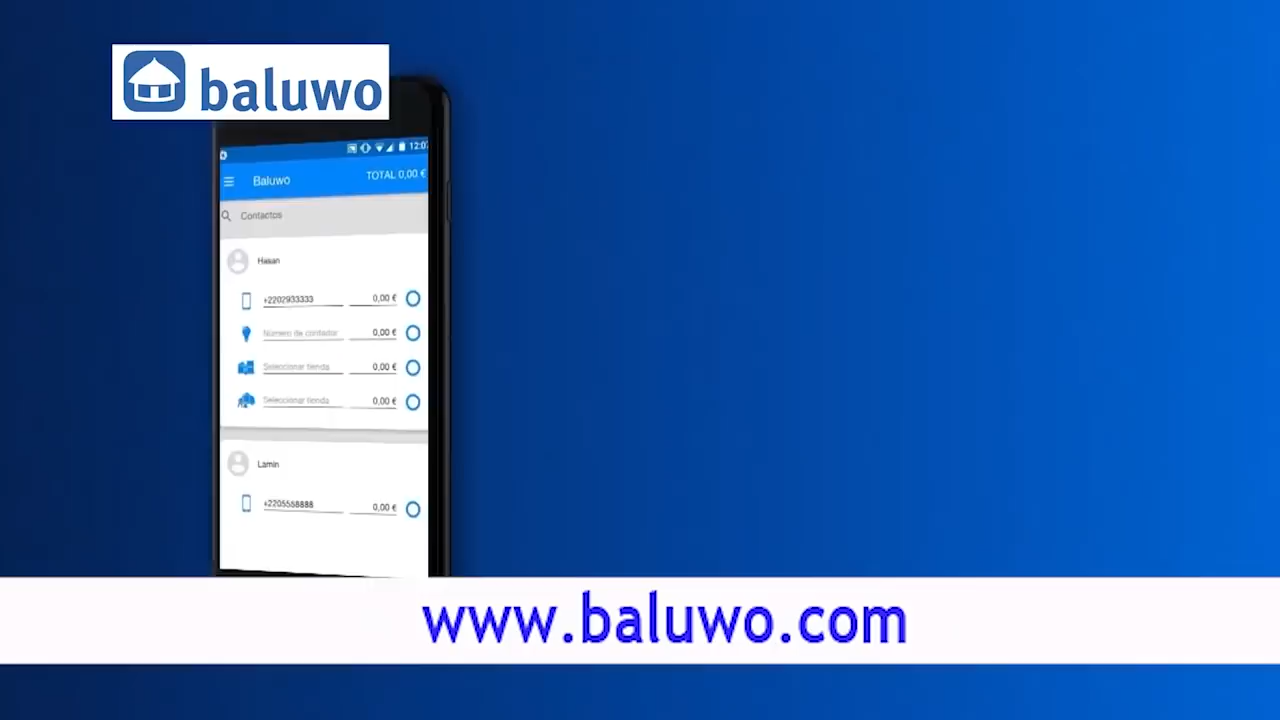 baluwo
12:07
Baluwo TOTAL 0,00 €
Contactos
Hasan
+2202933333 0,00 €
Número de contador 0,00 €
Seleccionar tienda 0,00 €
Seleccionar tienda 0,00 €
Lamin
+2205558888 0,00 €
www.baluwo.com